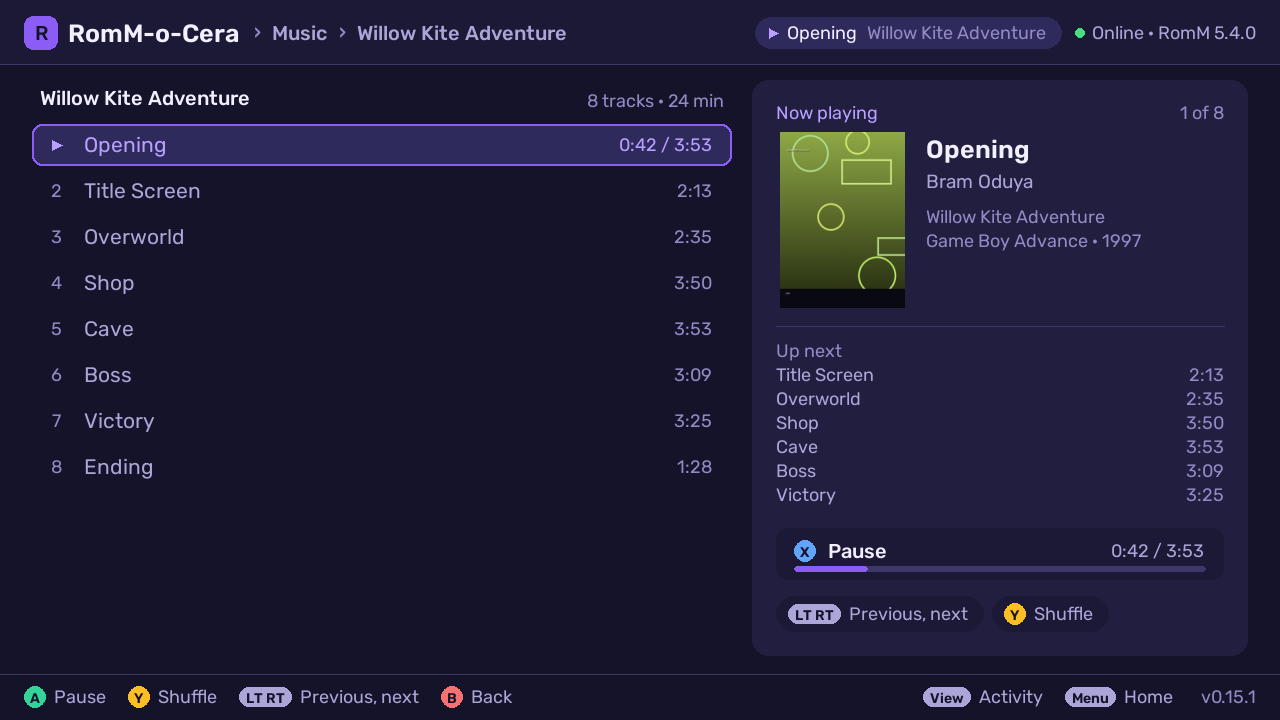 R RomM-o-Cera › Music › Willow Kite Adventure
Opening Willow Kite Adventure
Online • RomM 5.4.0
Willow Kite Adventure 8 tracks • 24 min
Opening 0:42 / 3:53
2 Title Screen 2:13
3 Overworld 2:35
4 Shop 3:50
5 Cave 3:53
6 Boss 3:09
7 Victory 3:25
8 Ending 1:28
Now playing 1 of 8
Opening
Bram Oduya
Willow Kite Adventure
Game Boy Advance • 1997
Up next
Title Screen 2:13
Overworld 2:35
Shop 3:50
Cave 3:53
Boss 3:09
Victory 3:25
X Pause 0:42 / 3:53
LT RT Previous, next Y Shuffle
A Pause Y Shuffle LT RT Previous, next B Back View Activity Menu Home v0.15.1